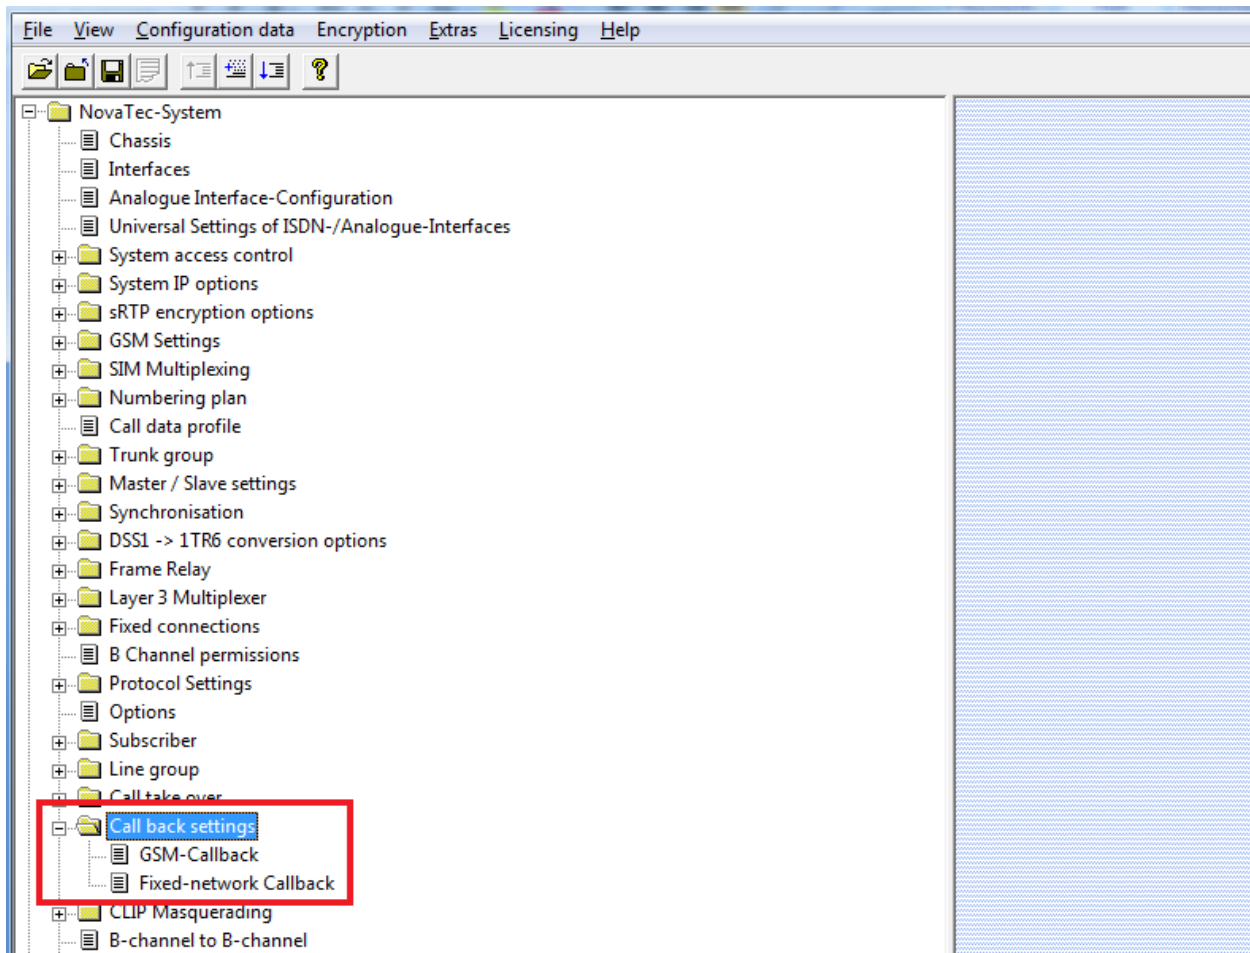 File View Configuration data Encryption Extras Licensing Help
NovaTec-System
Chassis
Interfaces
Analogue Interface-Configuration
Universal Settings of ISDN-/Analogue-Interfaces
System access control
System IP options
sRTP encryption options
GSM Settings
SIM Multiplexing
Numbering plan
Call data profile
Trunk group
Master / Slave settings
Synchronisation
DSS1 -> 1TR6 conversion options
Frame Relay
Layer 3 Multiplexer
Fixed connections
B Channel permissions
Protocol Settings
Options
Subscriber
Line group
Call take over
Call back settings
GSM-Callback
Fixed-network Callback
CLIP Masquerading
B-channel to B-channel